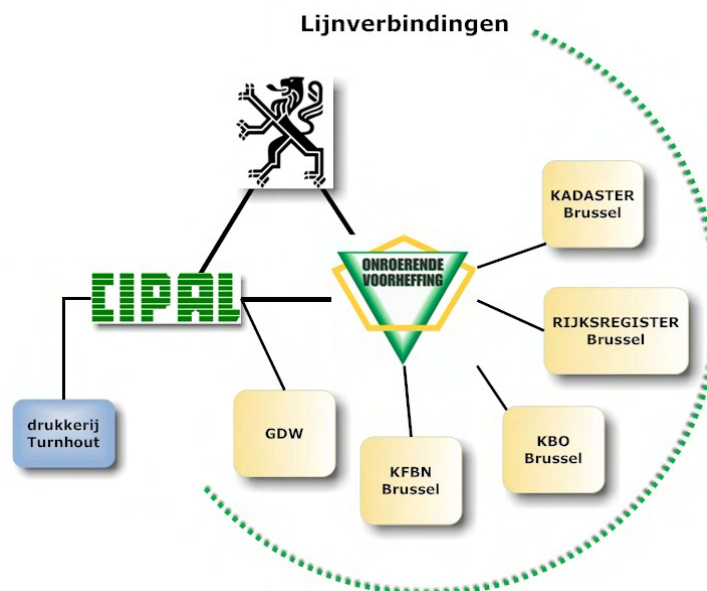 Lijnverbindingen
KADASTER
Brussel
ONROERENDE
VOORHEFFING
CIPAL
RIJKSREGISTER
Brussel
drukkerij
Turnhout
GDW
KFBN
Brussel
KBO
Brussel